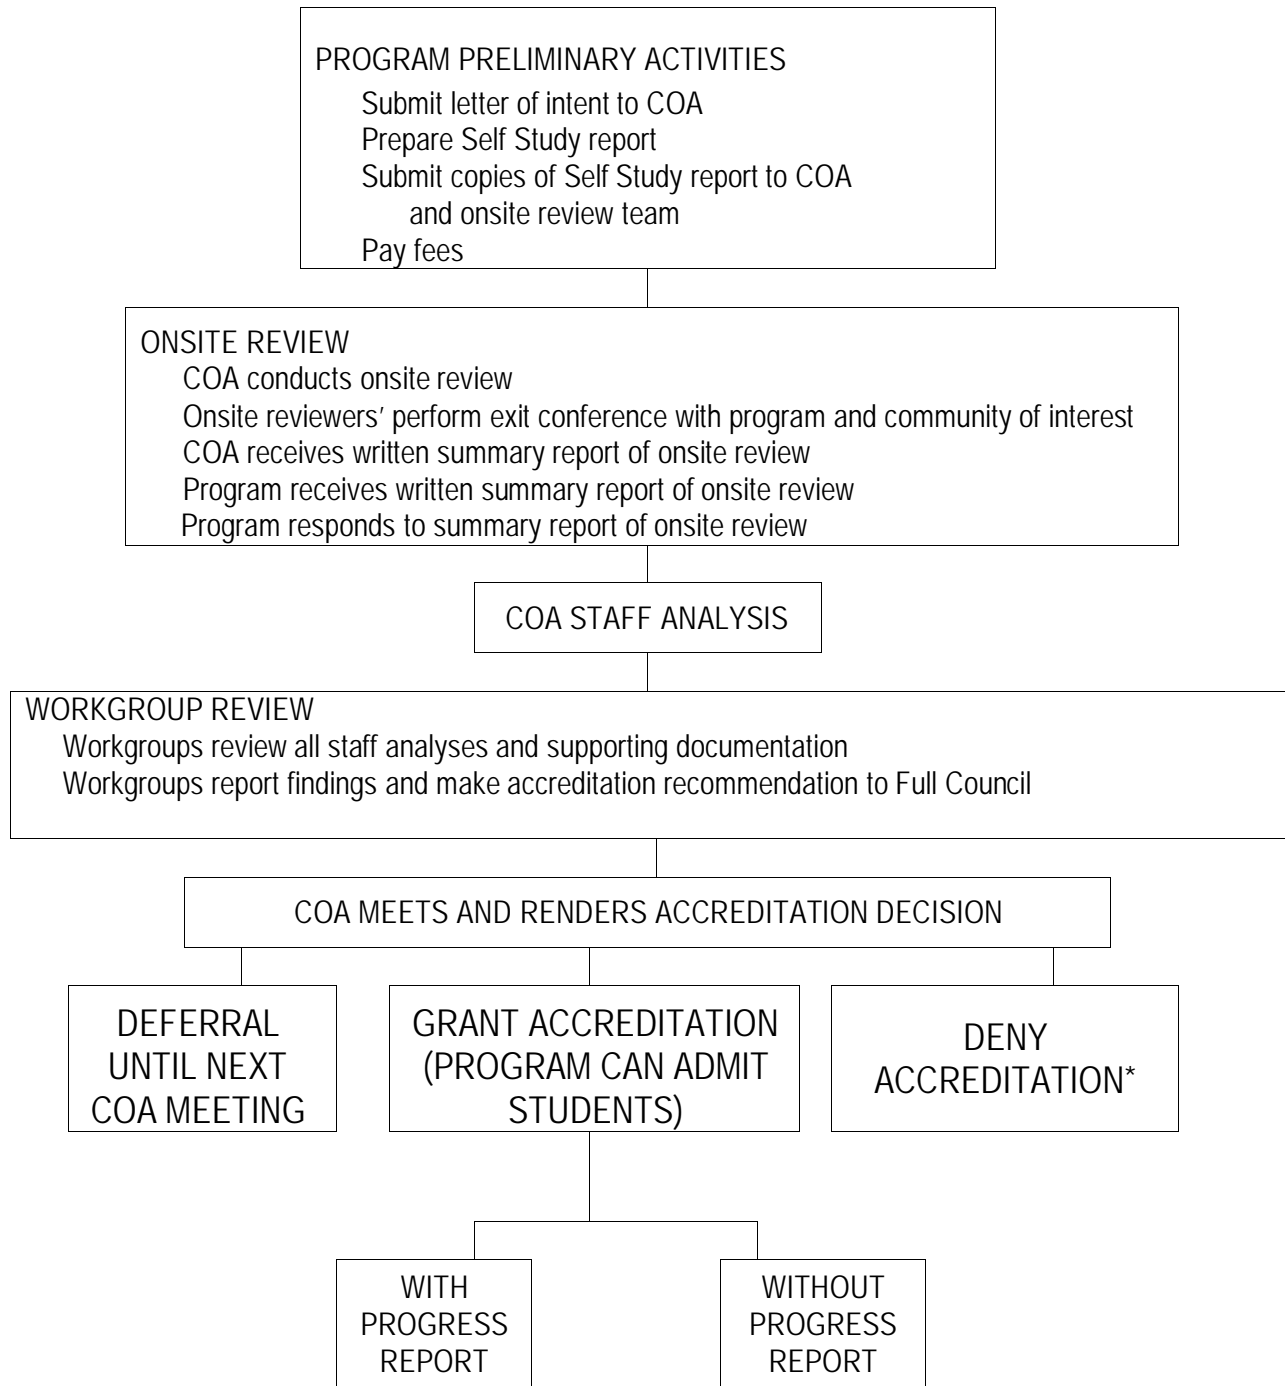 PROGRAM PRELIMINARY ACTIVITIES
Submit letter of intent to COA
Prepare Self Study report
Submit copies of Self Study report to COA
and onsite review team
Pay fees
ONSITE REVIEW
COA conducts onsite review
Onsite reviewers’ perform exit conference with program and community of interest
COA receives written summary report of onsite review
Program receives written summary report of onsite review
Program responds to summary report of onsite review
COA STAFF ANALYSIS
WORKGROUP REVIEW
Workgroups review all staff analyses and supporting documentation
Workgroups report findings and make accreditation recommendation to Full Council
COA MEETS AND RENDERS ACCREDITATION DECISION
DEFERRAL
UNTIL NEXT
COA MEETING
GRANT ACCREDITATION
(PROGRAM CAN ADMIT
STUDENTS)
DENY
ACCREDITATION*
WITH
PROGRESS
REPORT
WITHOUT
PROGRESS
REPORT